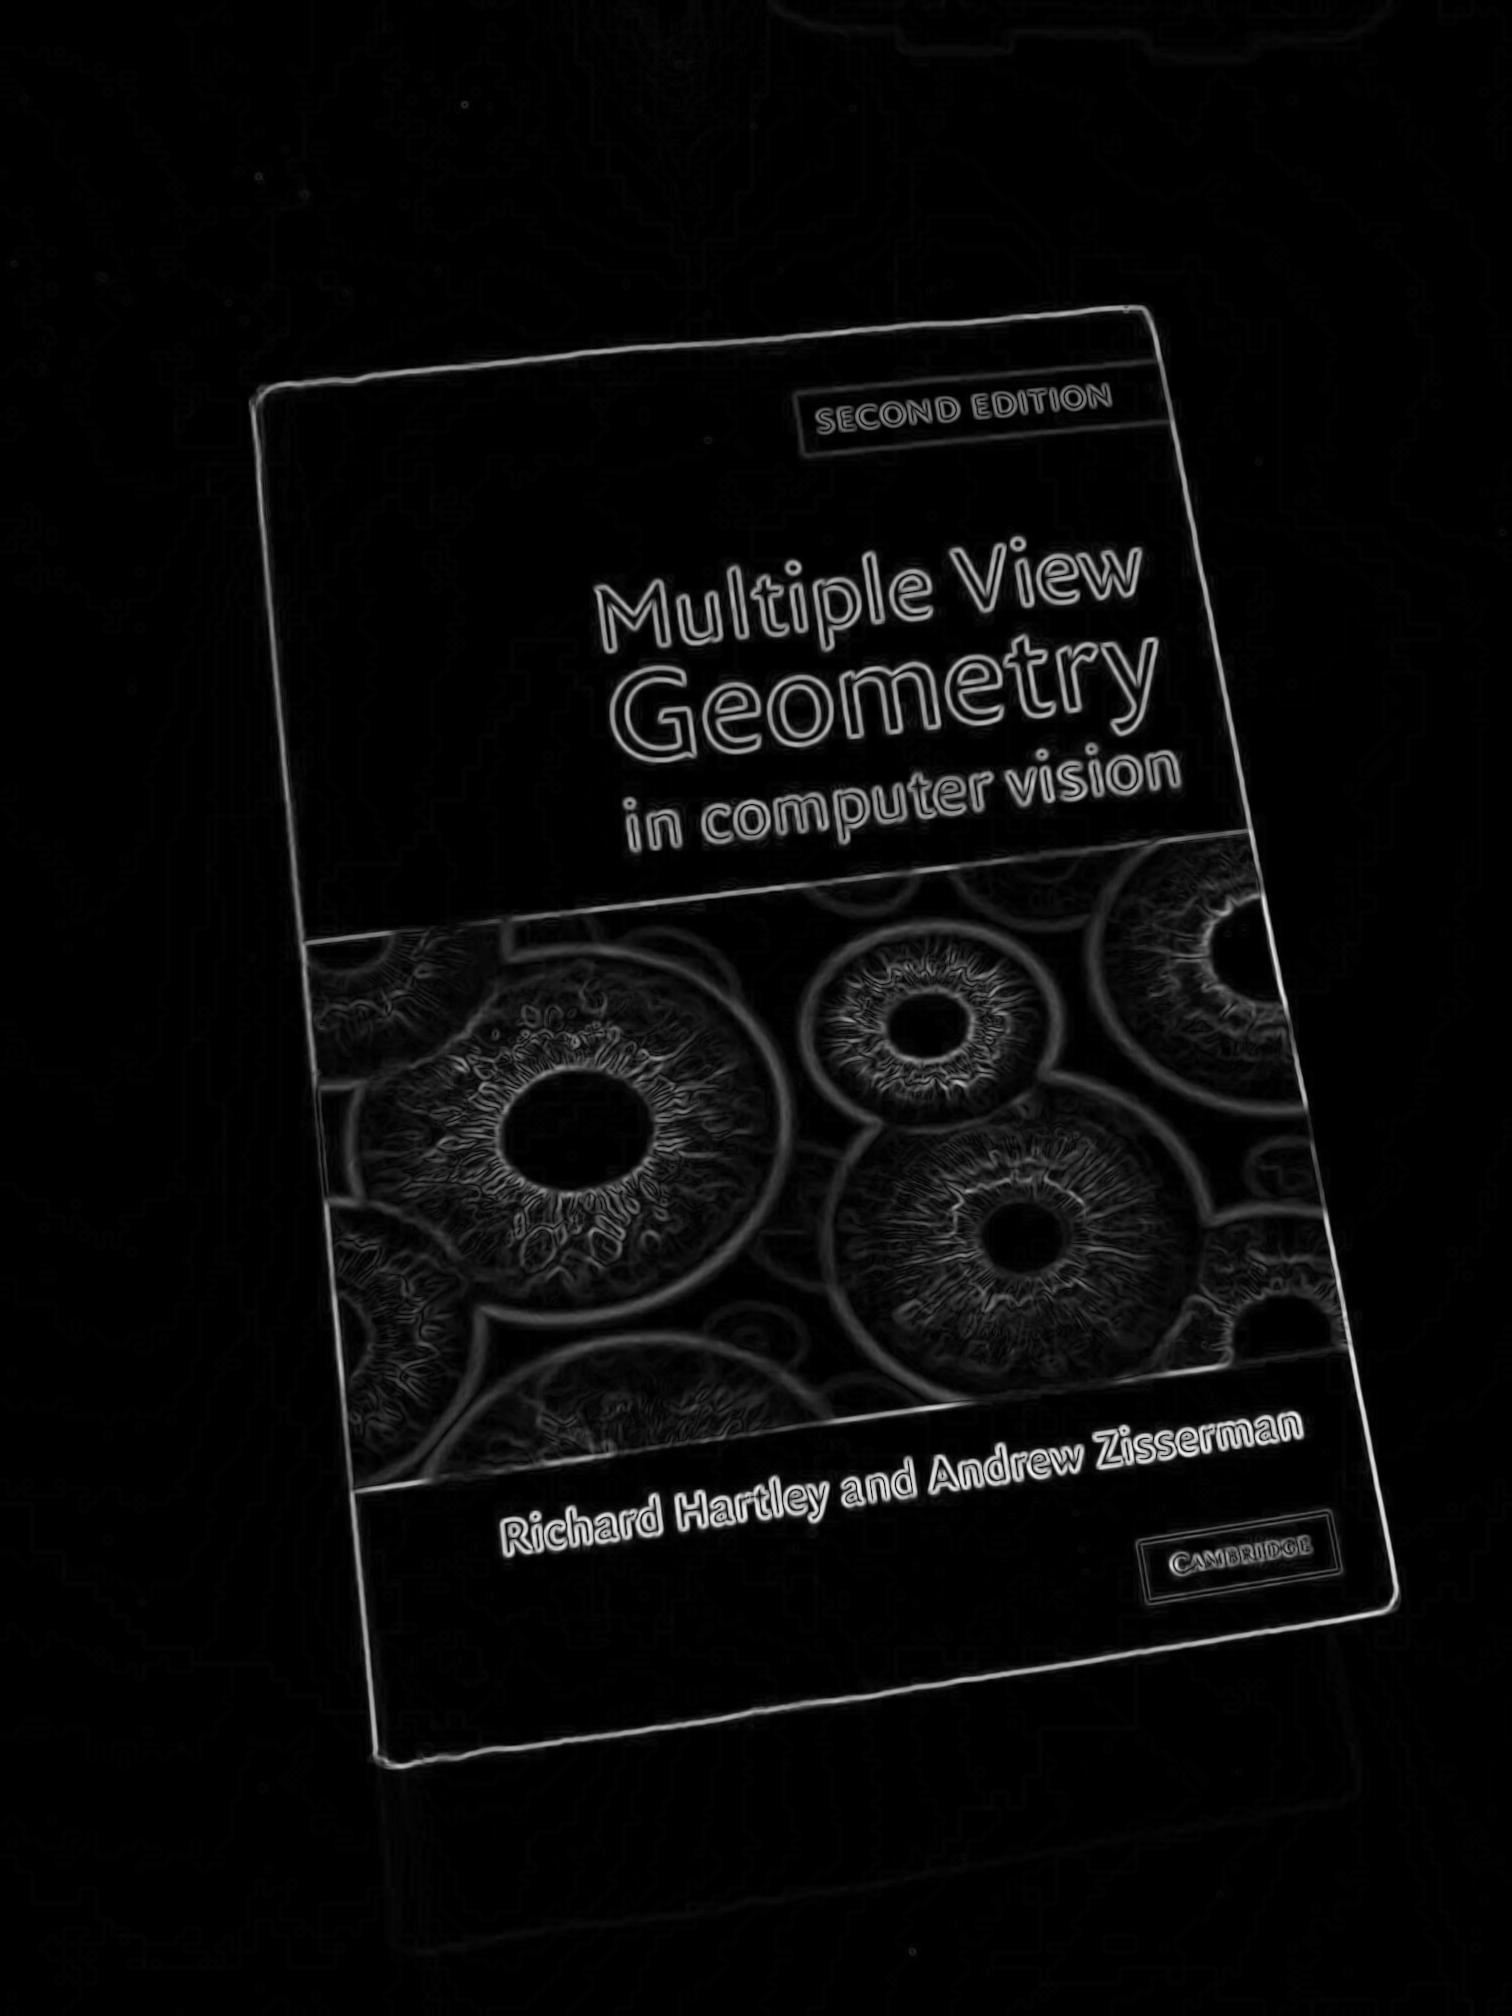 SECOND EDITION
Multiple View
Geometry
in computer vision
Richard Hartley and Andrew Zisserman
CAMBRIDGE